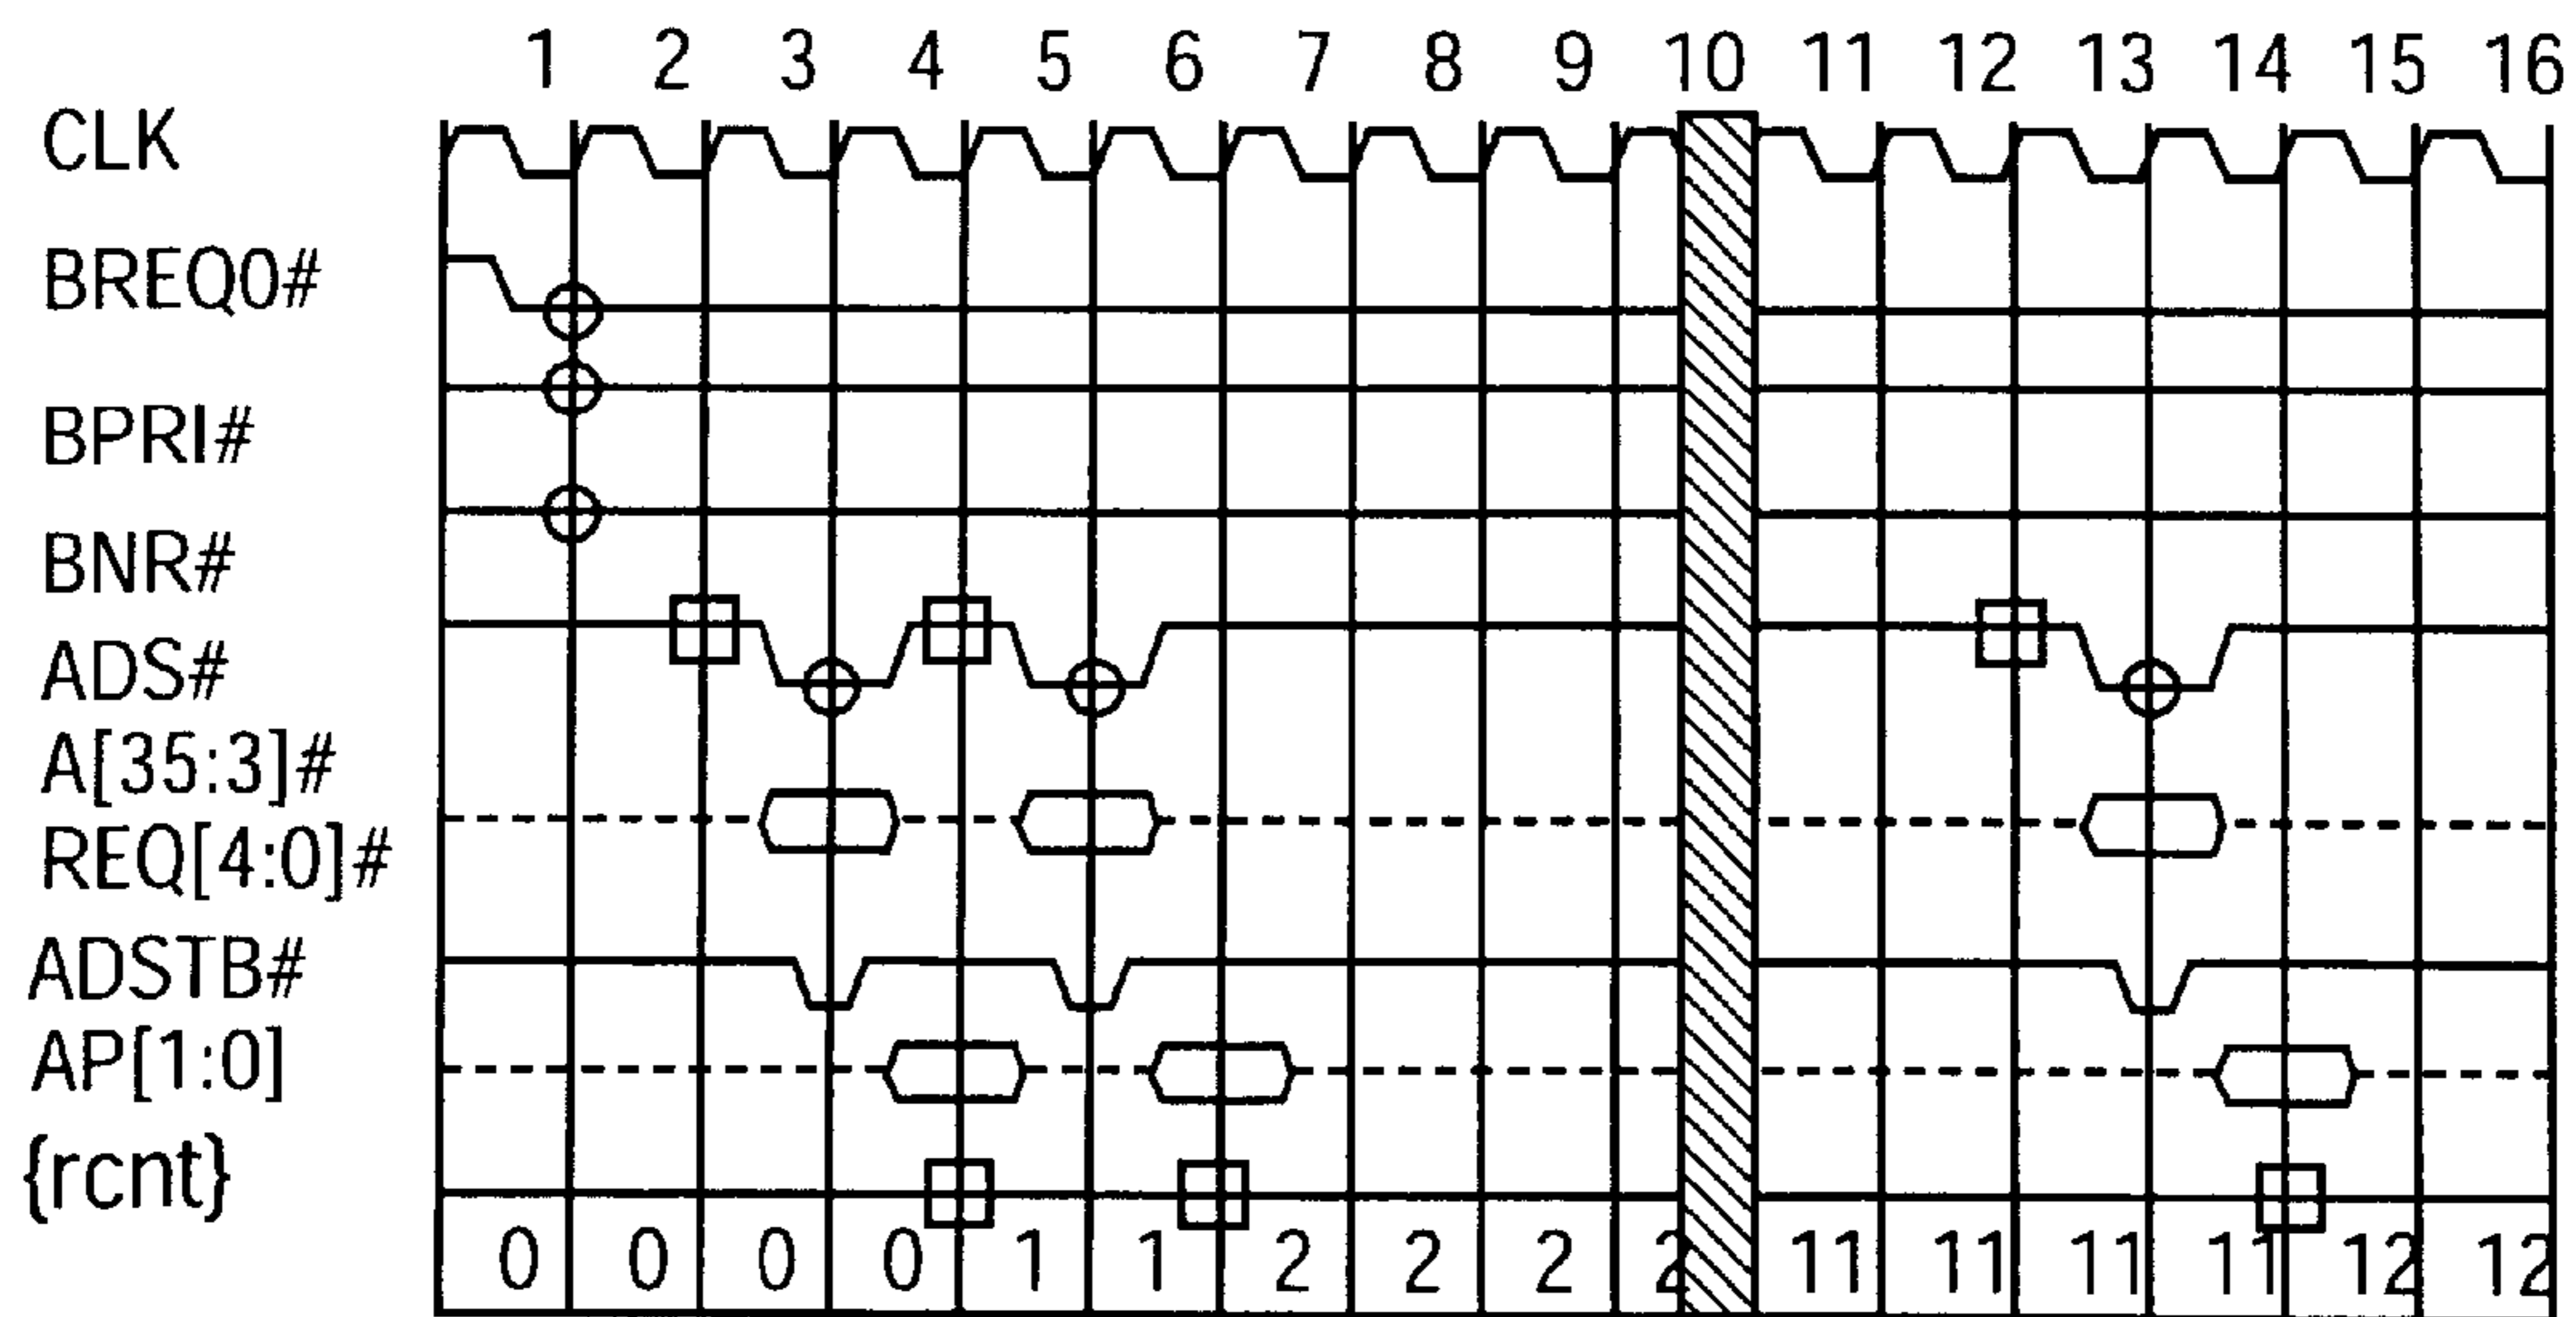 1 2 3 4 5 6 7 8 9 10 11 12 13 14 15 16
CLK
BREQ0#
BPRI#
BNR#
ADS#
A[35:3]#
REQ[4:0]#
ADSTB#
AP[1:0]
{rcnt}
0 0 0 0 1 1 2 2 2 2 11 11 11 11 12 12